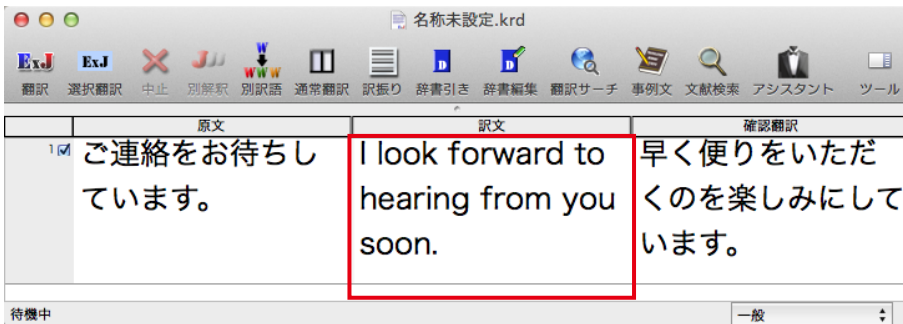 名称未設定.krd
ExJ ExJ J W WWW D D
翻訳 選択翻訳 中止 別解釈 別訳語 通常翻訳 訳振り 辞書引き 辞書編集 翻訳サーチ 事例文 文献検索 アシスタント ツール
原文 訳文 確認翻訳
1 ご連絡をお待ちし
ています。
I look forward to
hearing from you
soon.
早く便りをいただ
くのを楽しみにして
います。
待機中 一般